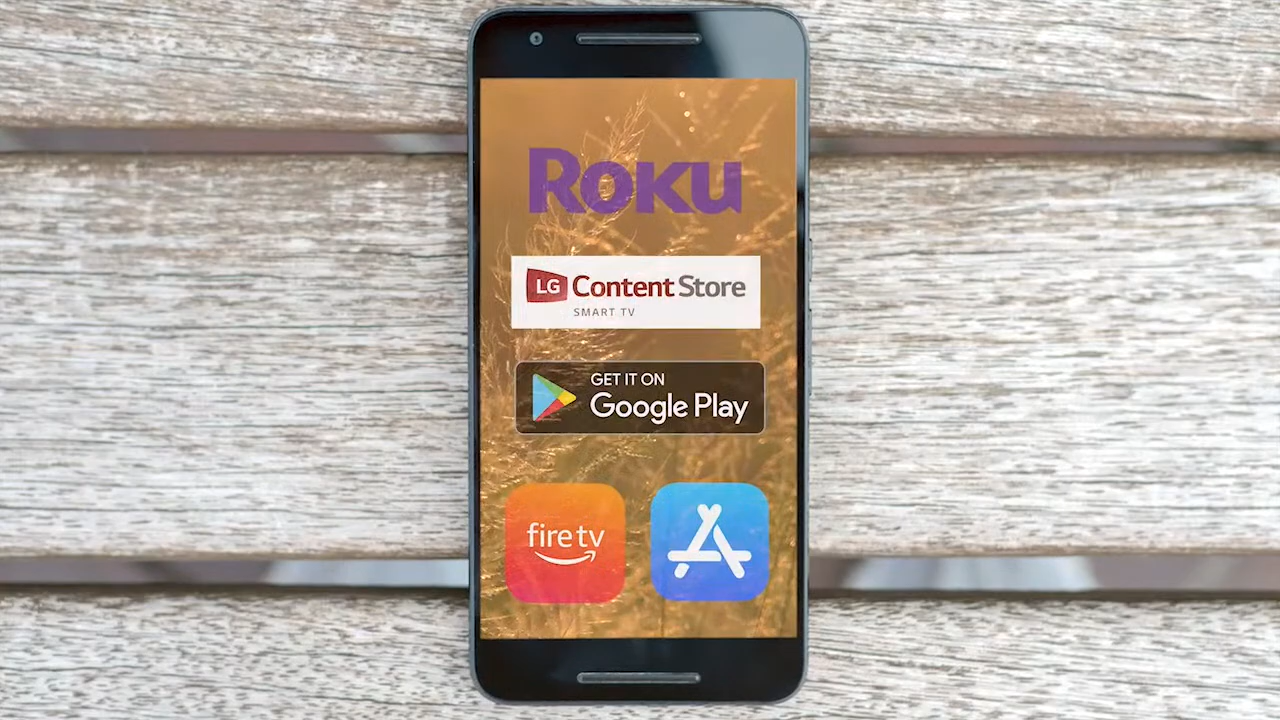 Roku
LG Content Store
SMART TV
GET IT ON
Google Play
fire tv